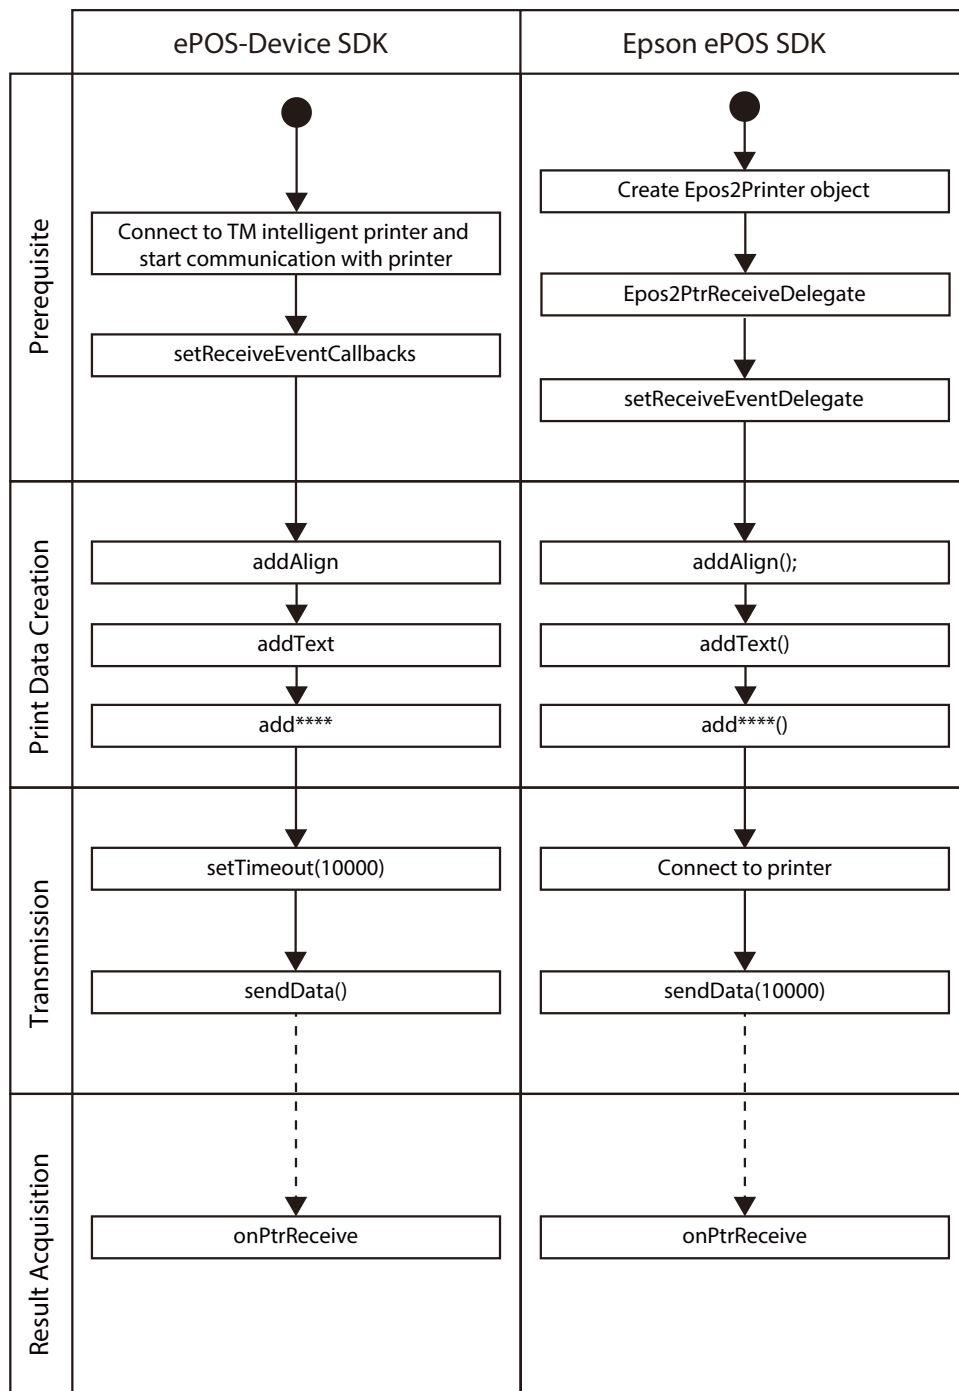 ePOS-Device SDK
Epson ePOS SDK
Prerequisite
Connect to TM intelligent printer and
start communication with printer
setReceiveEventCallbacks
Create Epos2Printer object
Epos2PtrReceiveDelegate
setReceiveEventDelegate
Print Data Creation
addAlign
addText
add****
addAlign();
addText()
add****()
Transmission
setTimeout(10000)
sendData()
Connect to printer
sendData(10000)
Result Acquisition
onPtrReceive
onPtrReceive